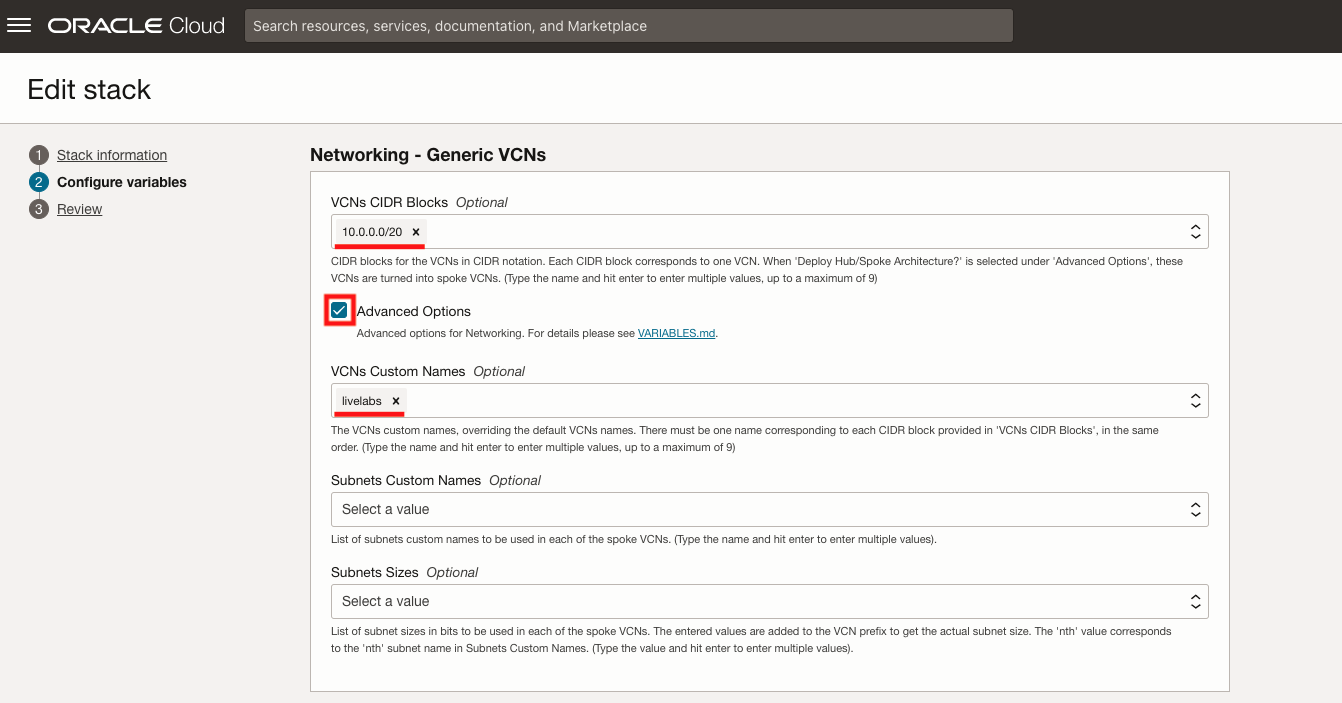 ORACLE Cloud
Search resources, services, documentation, and Marketplace
Edit stack
1 Stack information
2 Configure variables
3 Review
Networking - Generic VCNs
VCNs CIDR Blocks Optional
10.0.0.0/20 ×
CIDR blocks for the VCNs in CIDR notation. Each CIDR block corresponds to one VCN. When 'Deploy Hub/Spoke Architecture?' is selected under 'Advanced Options', these
VCNs are turned into spoke VCNs. (Type the name and hit enter to enter multiple values, up to a maximum of 9)
Advanced Options
Advanced options for Networking. For details please see VARIABLES.md.
VCNs Custom Names Optional
livelabs ×
The VCNs custom names, overriding the default VCNs names. There must be one name corresponding to each CIDR block provided in 'VCNs CIDR Blocks', in the same
order. (Type the name and hit enter to enter multiple values, up to a maximum of 9)
Subnets Custom Names Optional
Select a value
List of subnets custom names to be used in each of the spoke VCNs. (Type the name and hit enter to enter multiple values).
Subnets Sizes Optional
Select a value
List of subnet sizes in bits to be used in each of the spoke VCNs. The entered values are added to the VCN prefix to get the actual subnet size. The 'nth' value corresponds
to the 'nth' subnet name in Subnets Custom Names. (Type the value and hit enter to enter multiple values).